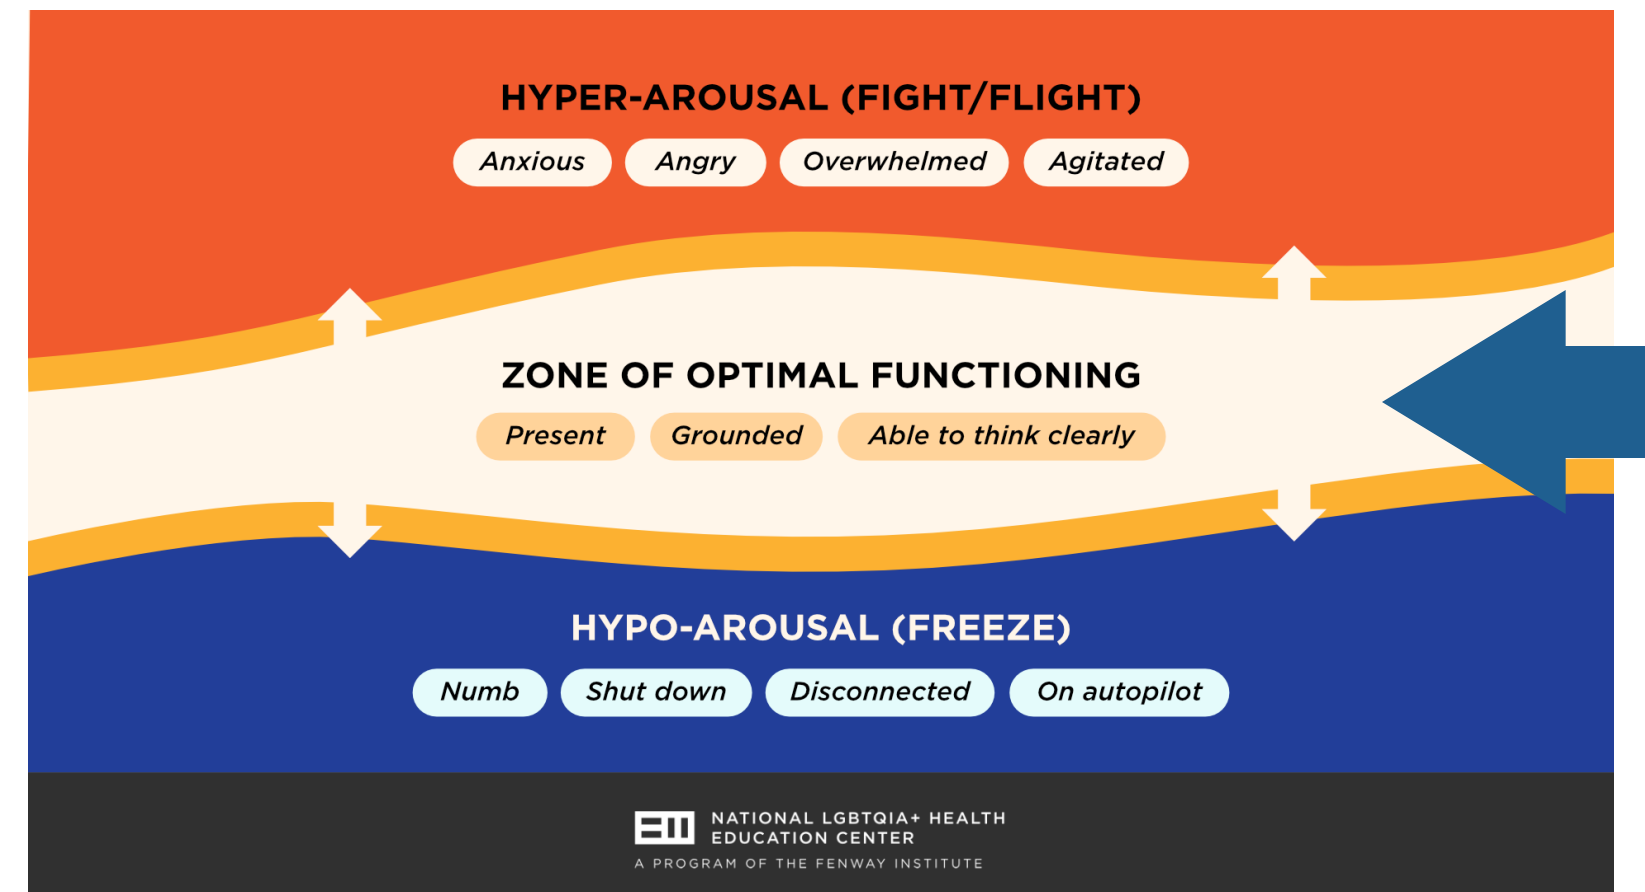 HYPER-AROUSAL (FIGHT/FLIGHT)
Anxious Angry Overwhelmed Agitated
ZONE OF OPTIMAL FUNCTIONING
Present Grounded Able to think clearly
HYPO-AROUSAL (FREEZE)
Numb Shut down Disconnected On autopilot
NATIONAL LGBTQIA+ HEALTH
EDUCATION CENTER
A PROGRAM OF THE FENWAY INSTITUTE